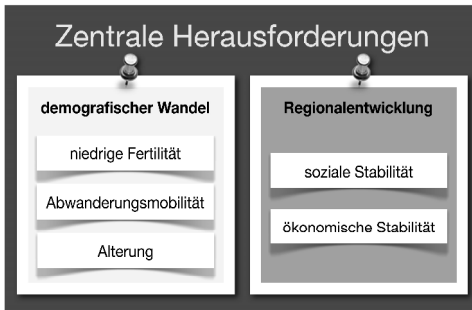 Zentrale Herausforderungen
demografischer Wandel
niedrige Fertilität
Abwanderungsmobilität
Alterung
Regionalentwicklung
soziale Stabilität
ökonomische Stabilität